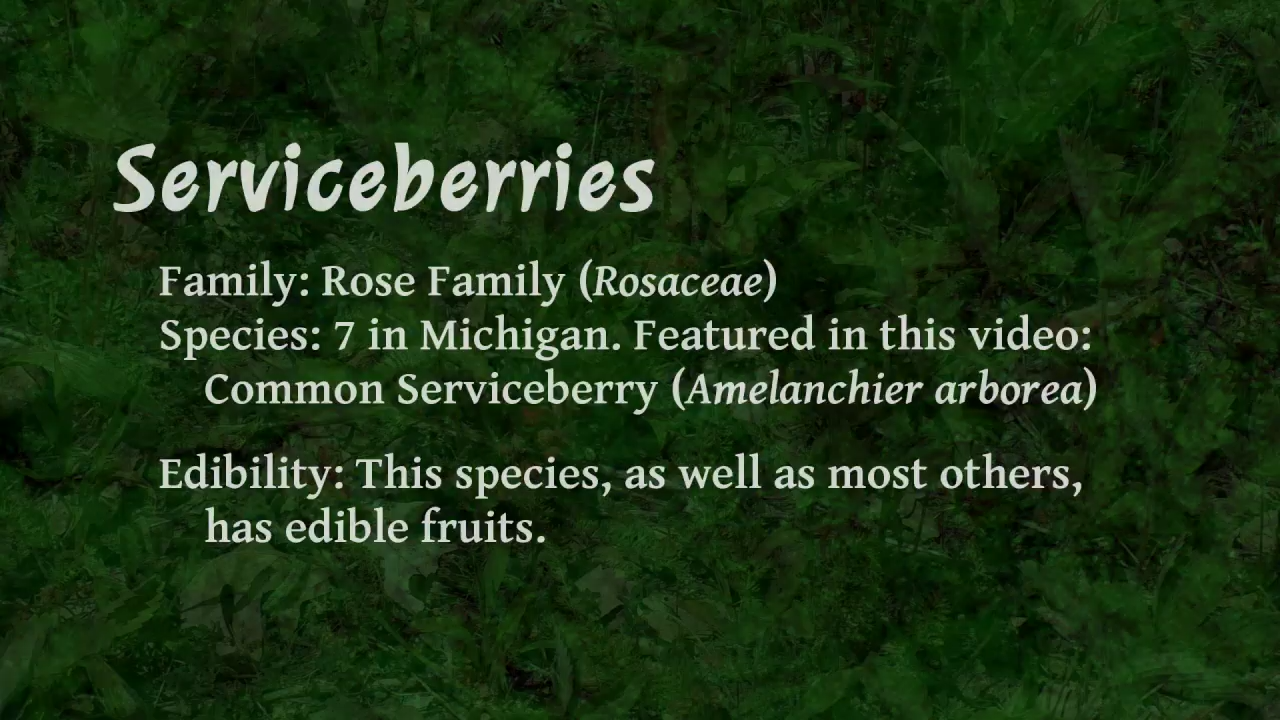 Serviceberries
Family: Rose Family (Rosaceae)
Species: 7 in Michigan. Featured in this video:
Common Serviceberry (Amelanchier arborea)
Edibility: This species, as well as most others,
has edible fruits.